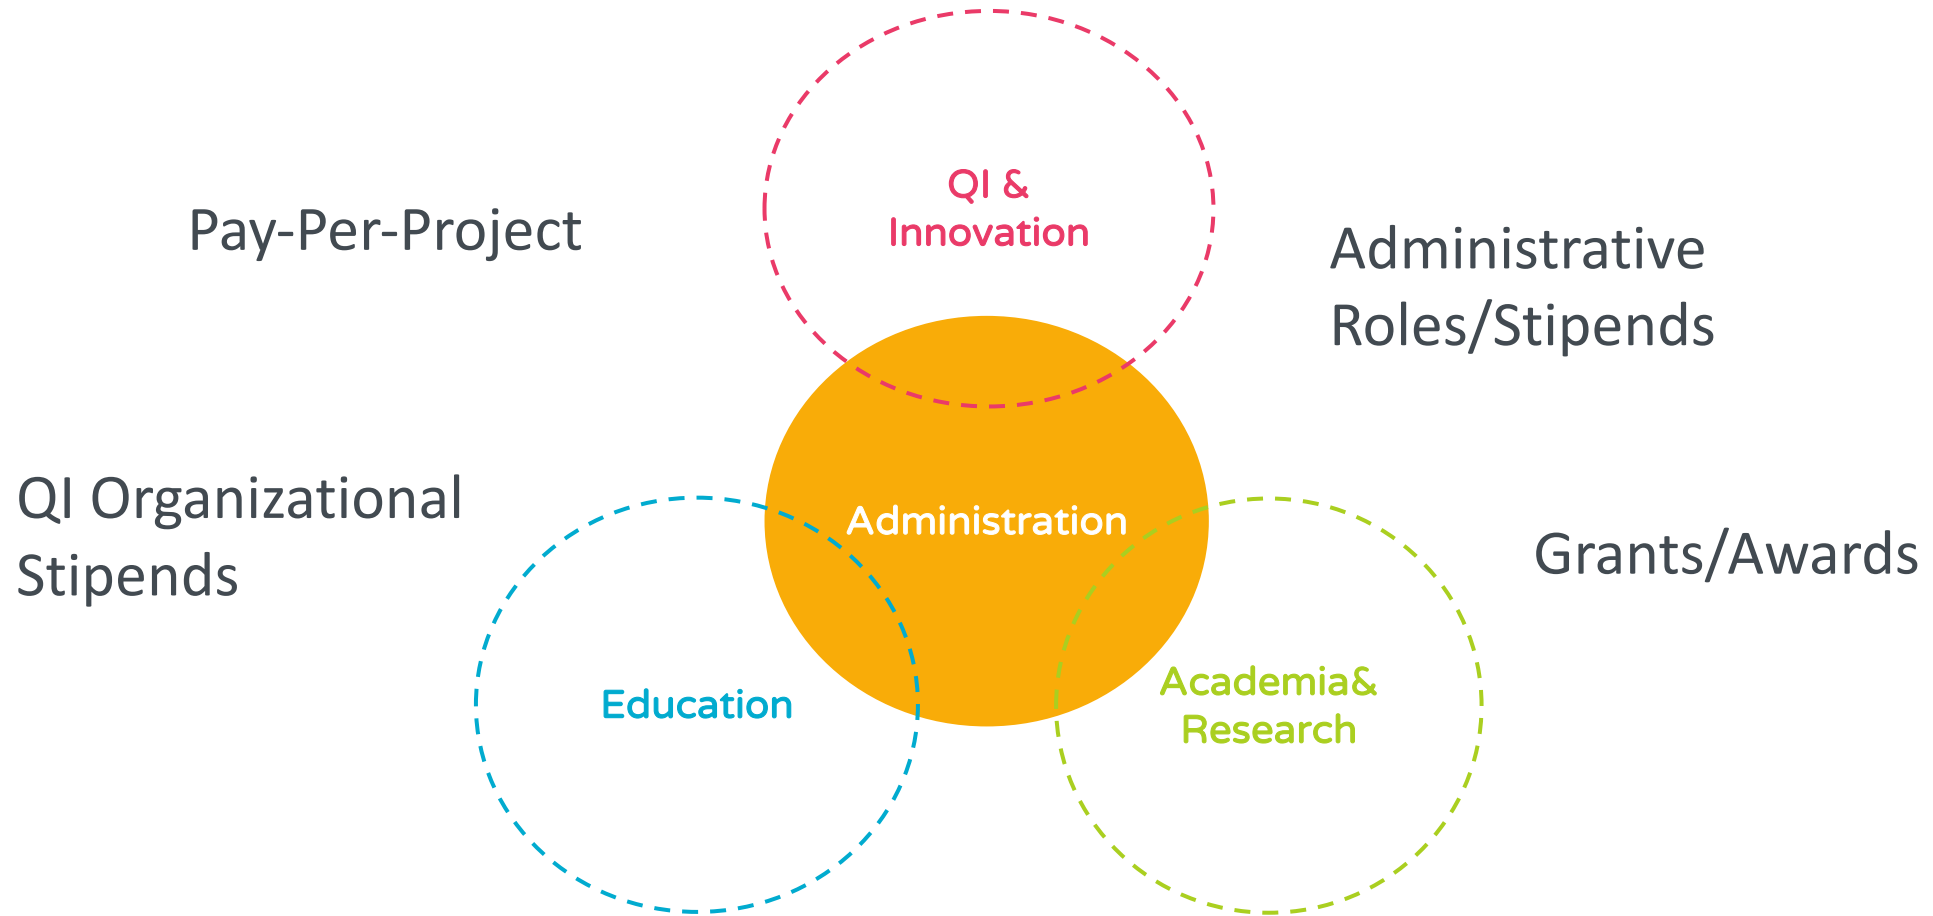 QI &
Innovation
Pay-Per-Project
Administrative
Roles/Stipends
QI Organizational
Stipends
Administration
Grants/Awards
Education
Academia&
Research